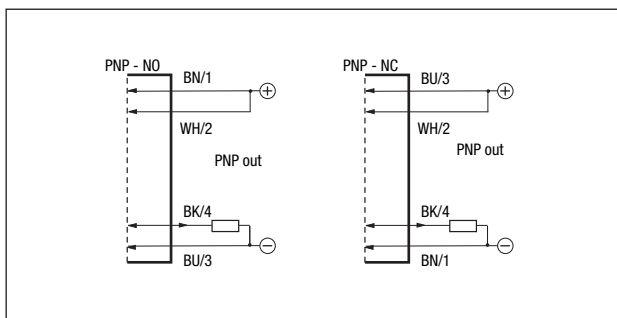 PNP - NO
BN/1
WH/2
PNP out
BK/4
BU/3
PNP - NC
BU/3
WH/2
PNP out
BK/4
BN/1